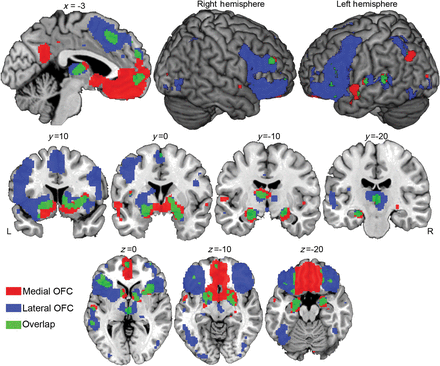 x = -3
Right hemisphere
Left hemisphere
y=10
y=0
y=-10
y=-20
L
R
z=0
z=-10
z=-20
Medial OFC
Lateral OFC
Overlap